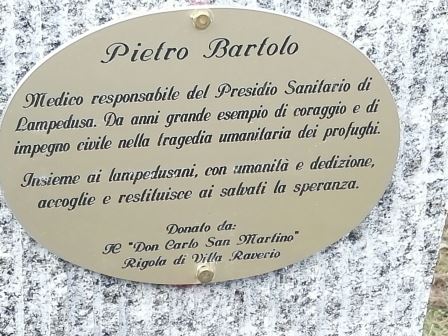 Pietro Bartolo
Medico responsabile del Presidio Sanitario di
Lampedusa. Da anni grande esempio di coraggio e di
impegno civile nella tragedia umanitaria dei profughi.
Insieme ai lampedusani, con umanità e dedizione,
accoglie e restituisce ai salvati la speranza.
Donato da:
IC "Don Carlo San Martino"
Rigola di Villa Raverio